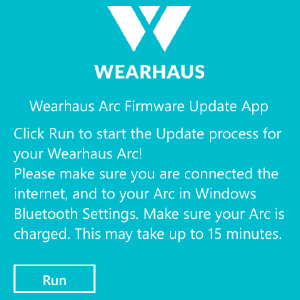 WEARHAUS
Wearhaus Arc Firmware Update App
Click Run to start the Update process for
your Wearhaus Arc!
Please make sure you are connected the
internet, and to your Arc in Windows
Bluetooth Settings. Make sure your Arc is
charged. This may take up to 15 minutes.
Run